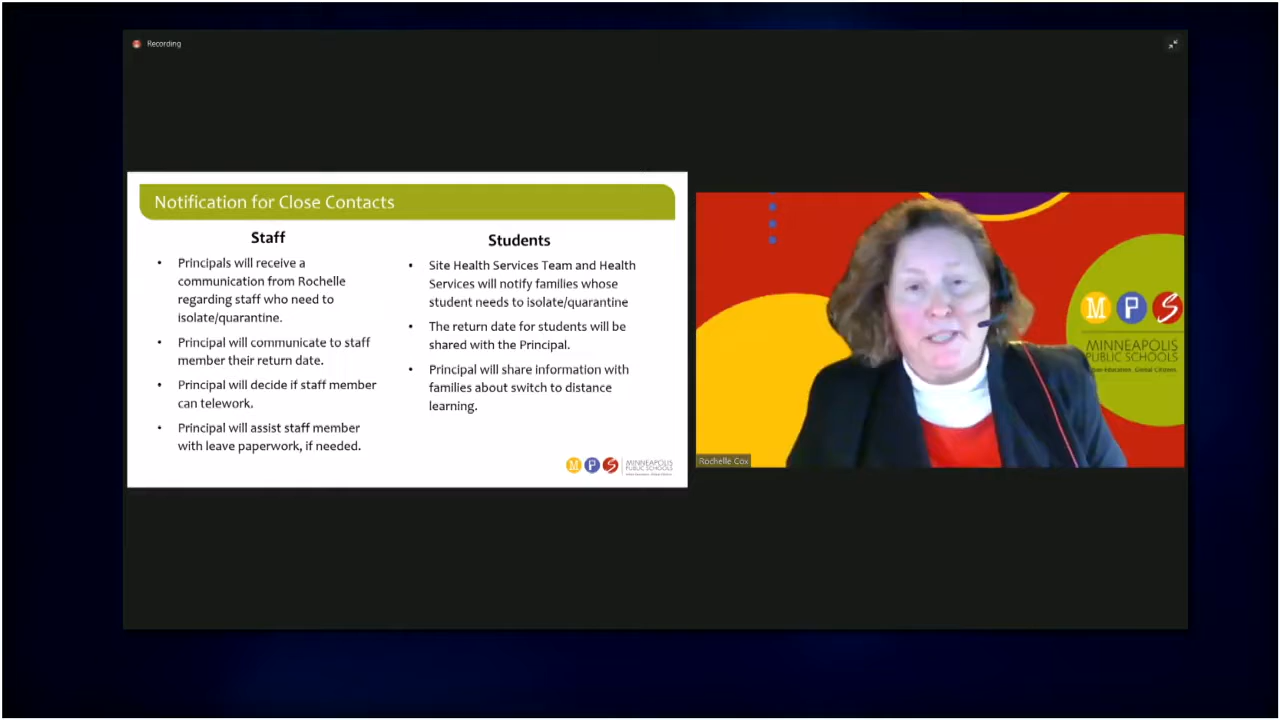 Recording
Notification for Close Contacts
Staff
• Principals will receive a
communication from Rochelle
regarding staff who need to
isolate/quarantine.
• Principal will communicate to staff
member their return date.
• Principal will decide if staff member
can telework.
• Principal will assist staff member
with leave paperwork, if needed.
Students
• Site Health Services Team and Health
Services will notify families whose
student needs to isolate/quarantine
• The return date for students will be
shared with the Principal.
• Principal will share information with
families about switch to distance
learning.
M P S
MINNEAPOLIS
PUBLIC SCHOOLS
M P S
MINNEAPOLIS
PUBLIC SCHOOLS
Education. Global Citizens.
Rochelle Cox